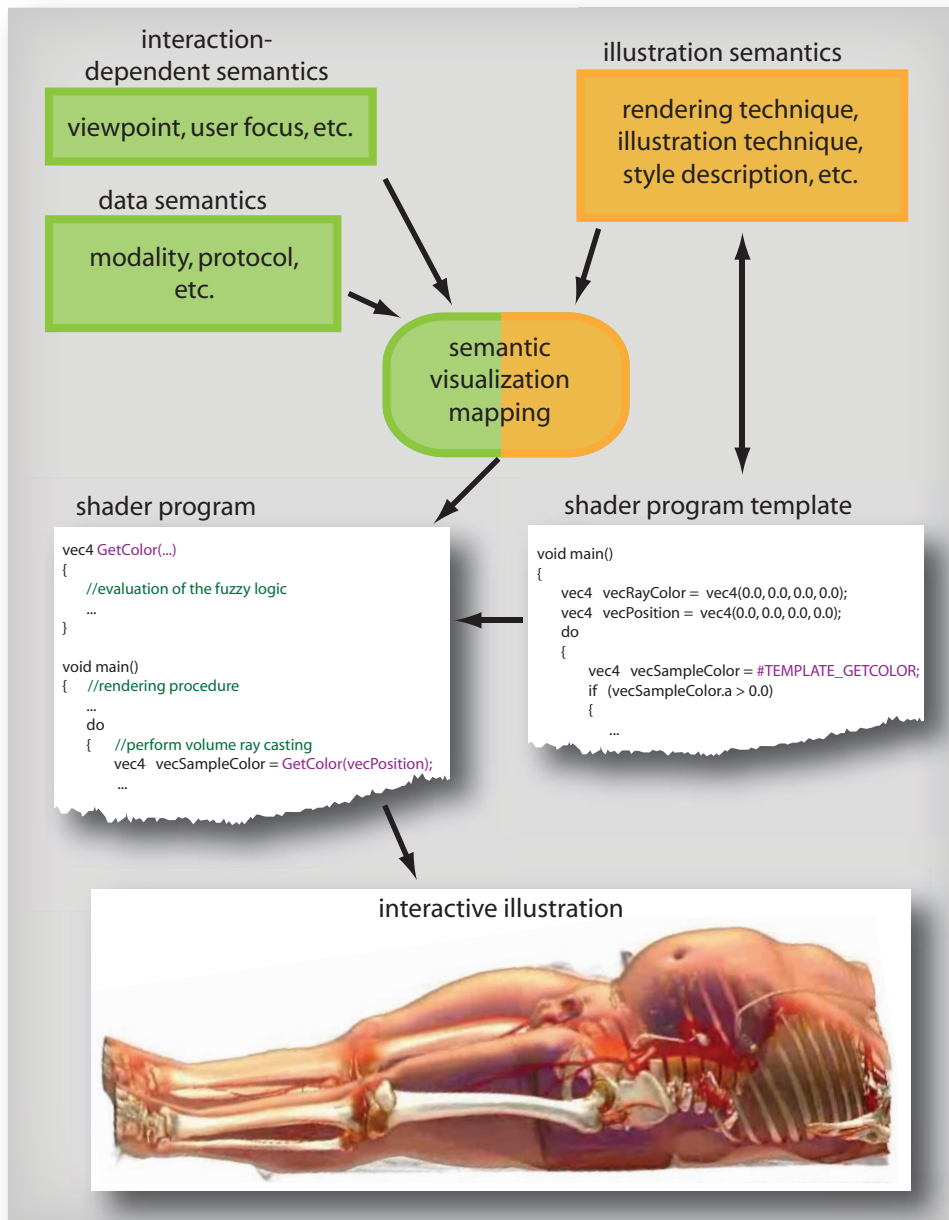 interaction-
dependent semantics
viewpoint, user focus, etc.
illustration semantics
rendering technique,
illustration technique,
style description, etc.
data semantics
modality, protocol,
etc.
semantic
visualization
mapping
shader program
vec4 GetColor(...)
{
//evaluation of the fuzzy logic
...
}
void main()
{ //rendering procedure
...
do
{ //perform volume ray casting
vec4 vecSampleColor = GetColor(vecPosition);
...
shader program template
void main()
{
vec4 vecRayColor = vec4(0.0, 0.0, 0.0, 0.0);
vec4 vecPosition = vec4(0.0, 0.0, 0.0, 0.0);
do
{
vec4 vecSampleColor = #TEMPLATE_GETCOLOR;
if (vecSampleColor.a > 0.0)
{
...
interactive illustration